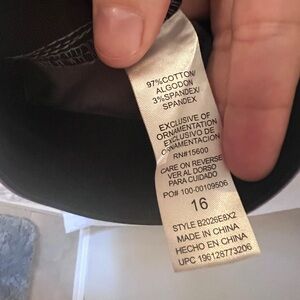 97%COTTON/
ALGODON
3%SPANDEX/
SPANDEX
EXCLUSIVE OF
ORNAMENTATION
EXCLUSIVO DE
ORNAMENTACION
RN#15600
CARE ON REVERSE
VER AL DORSO
PARA CUIDADO
PO# 100-00109506
16
STYLE B2026E8X2
MADE IN CHINA
HECHO EN CHINA
UPC 196128773206